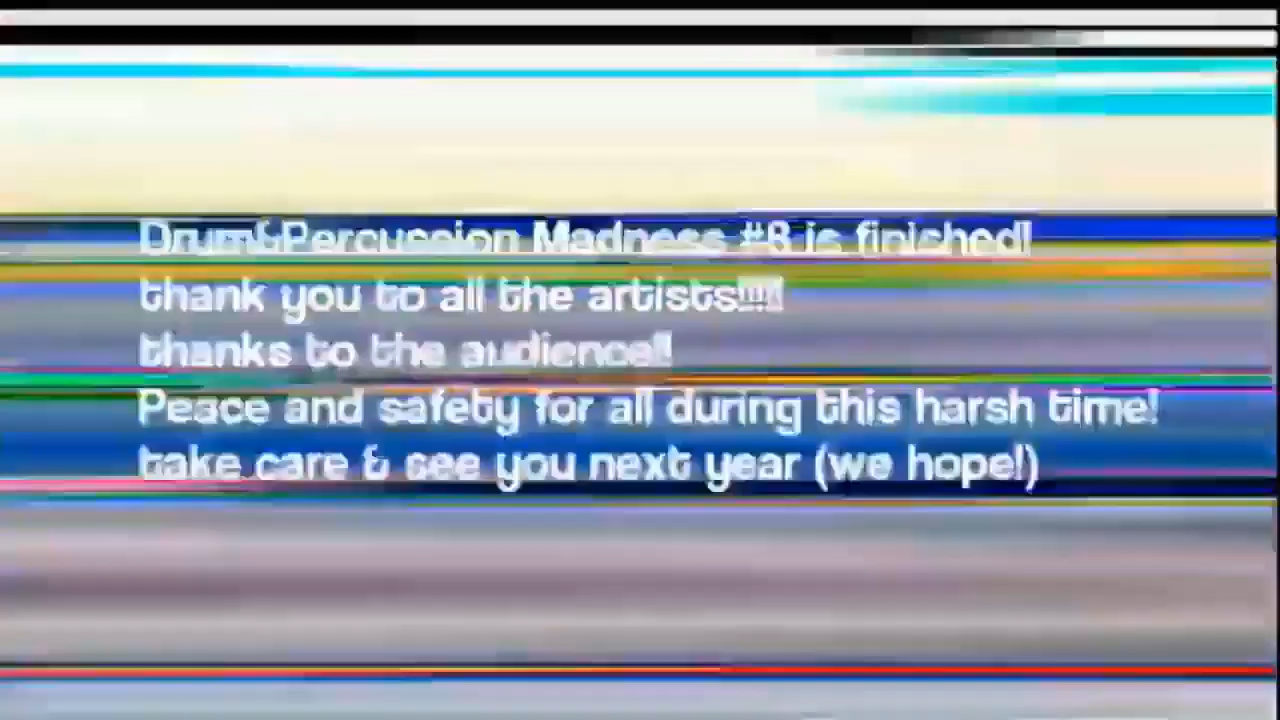 Drum&Percussion Madness #8 is finished!
thank you to all the artists!!!!
thanks to the audience!!
Peace and safety for all during this harsh time!
take care & see you next year (we hope!)